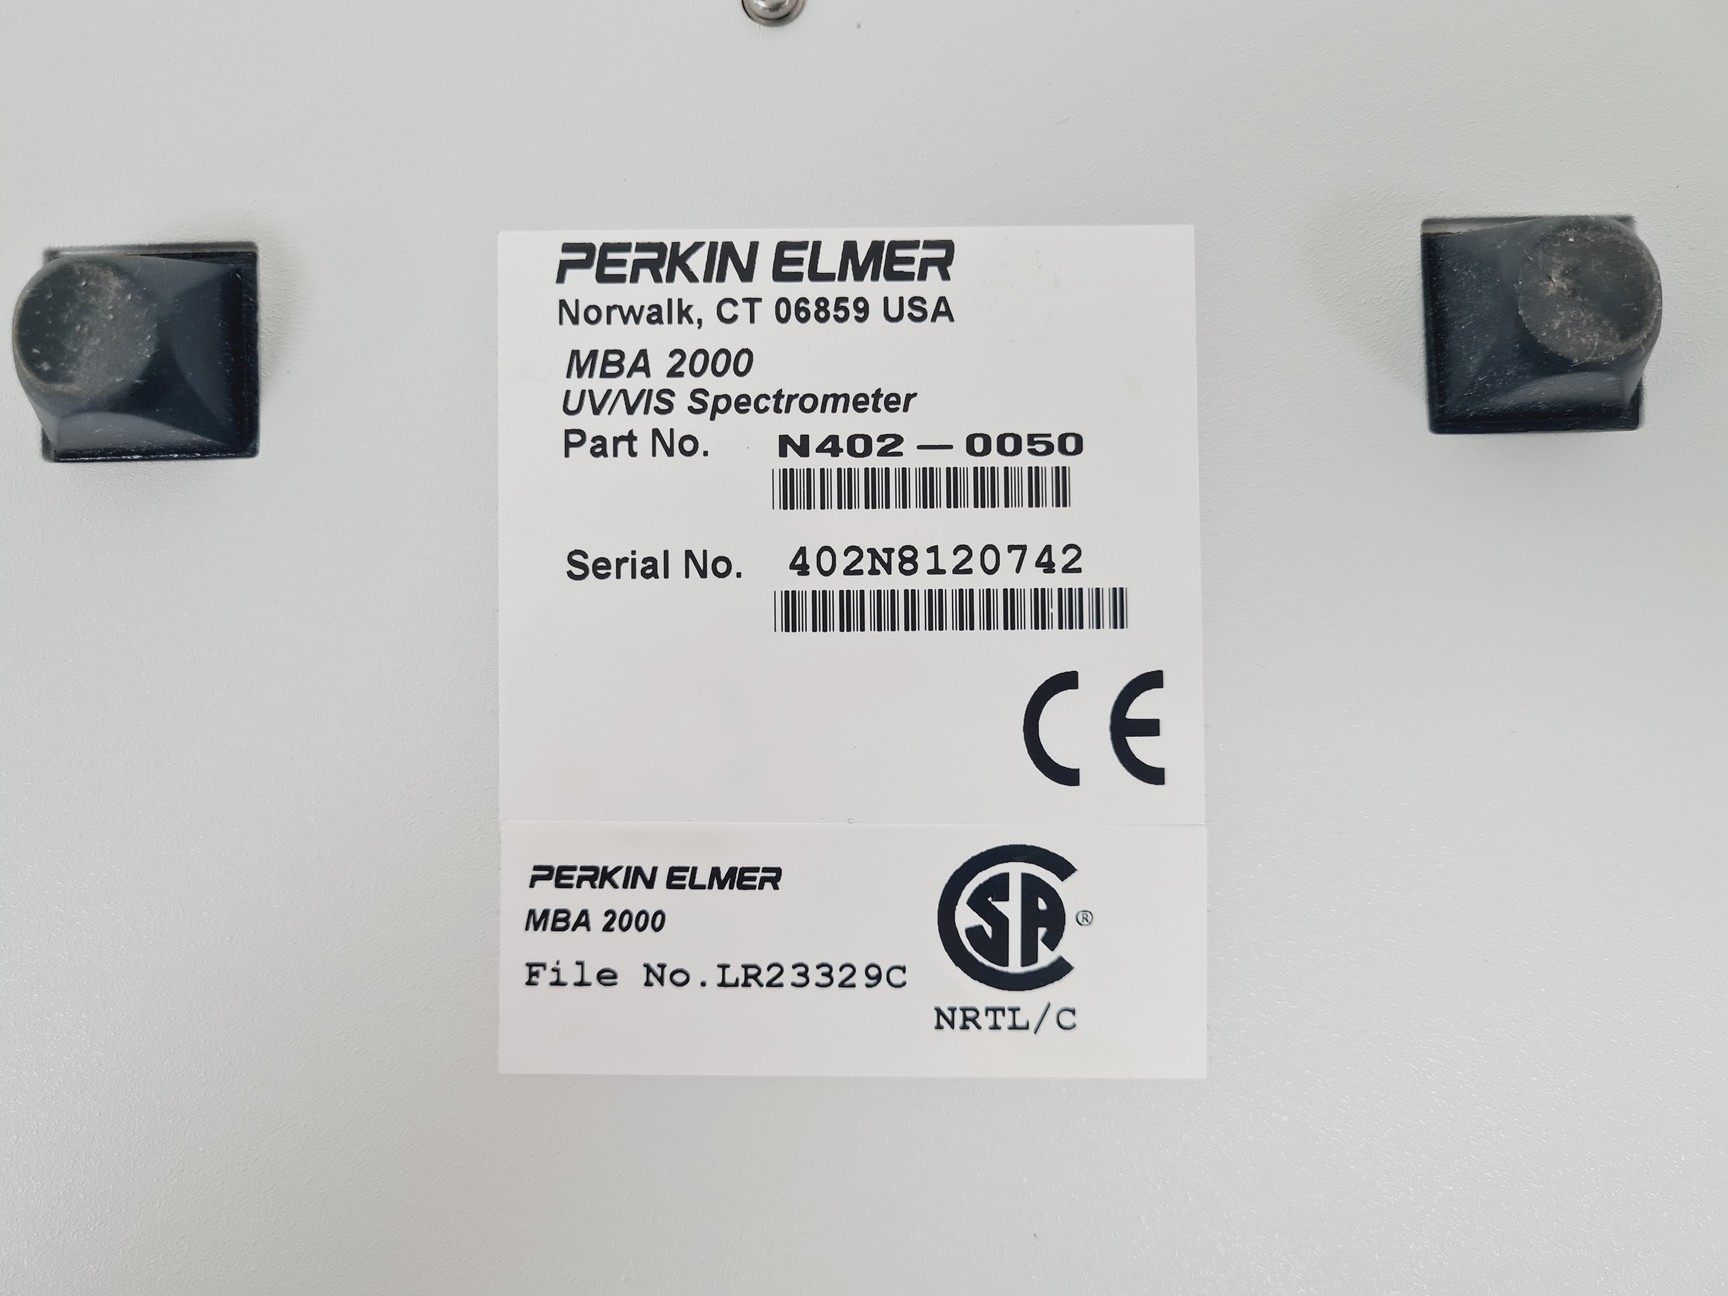 PERKIN ELMER
Norwalk, CT 06859 USA
MBA 2000
UV/VIS Spectrometer
Part No. N402-0050
Serial No. 402N8120742
CE
PERKIN ELMER
MBA 2000
File No.LR23329C
CSA ®
NRTL/C